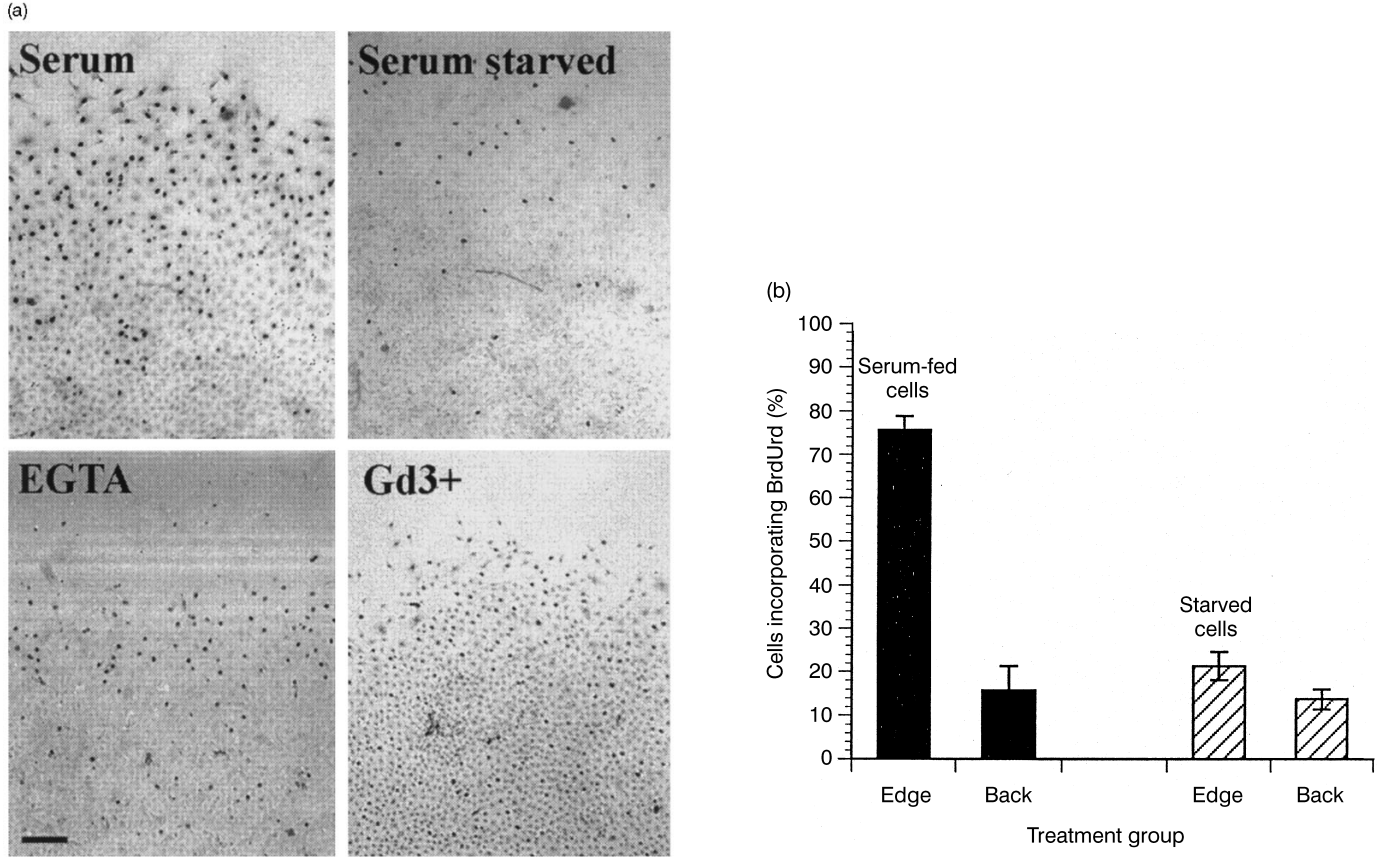 (a)
Serum
Serum starved
EGTA
Gd3+
(b)
Cells incorporating BrdUrd (%)
100
90
80
70
60
50
40
30
20
10
0
Serum-fed
cells
Starved
cells
Edge
Back
Edge
Back
Treatment group